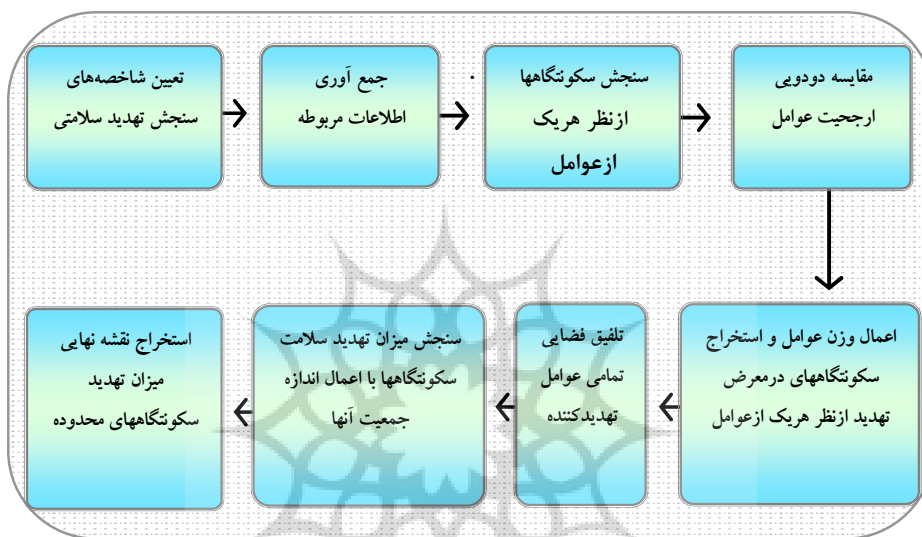 تعیین شاخصه‌های
سنجش تهدید سلامتی
جمع آوری
اطلاعات مربوطه
سنجش سکونتگاهها
ازنظر هریک
ازعوامل
مقایسه دودویی
ارجحیت عوامل
اعمال وزن عوامل و استخراج
سکونتگاههای درمعرض
تهدید ازنظر هریک ازعوامل
تلفیق فضایی
تمامی عوامل
تهدیدکننده
سنجش میزان تهدید سلامت
سکونتگاهها با اعمال اندازه
جمعیت آنها
استخراج نقشه نهایی
میزان تهدید
سکونتگاههای محدوده